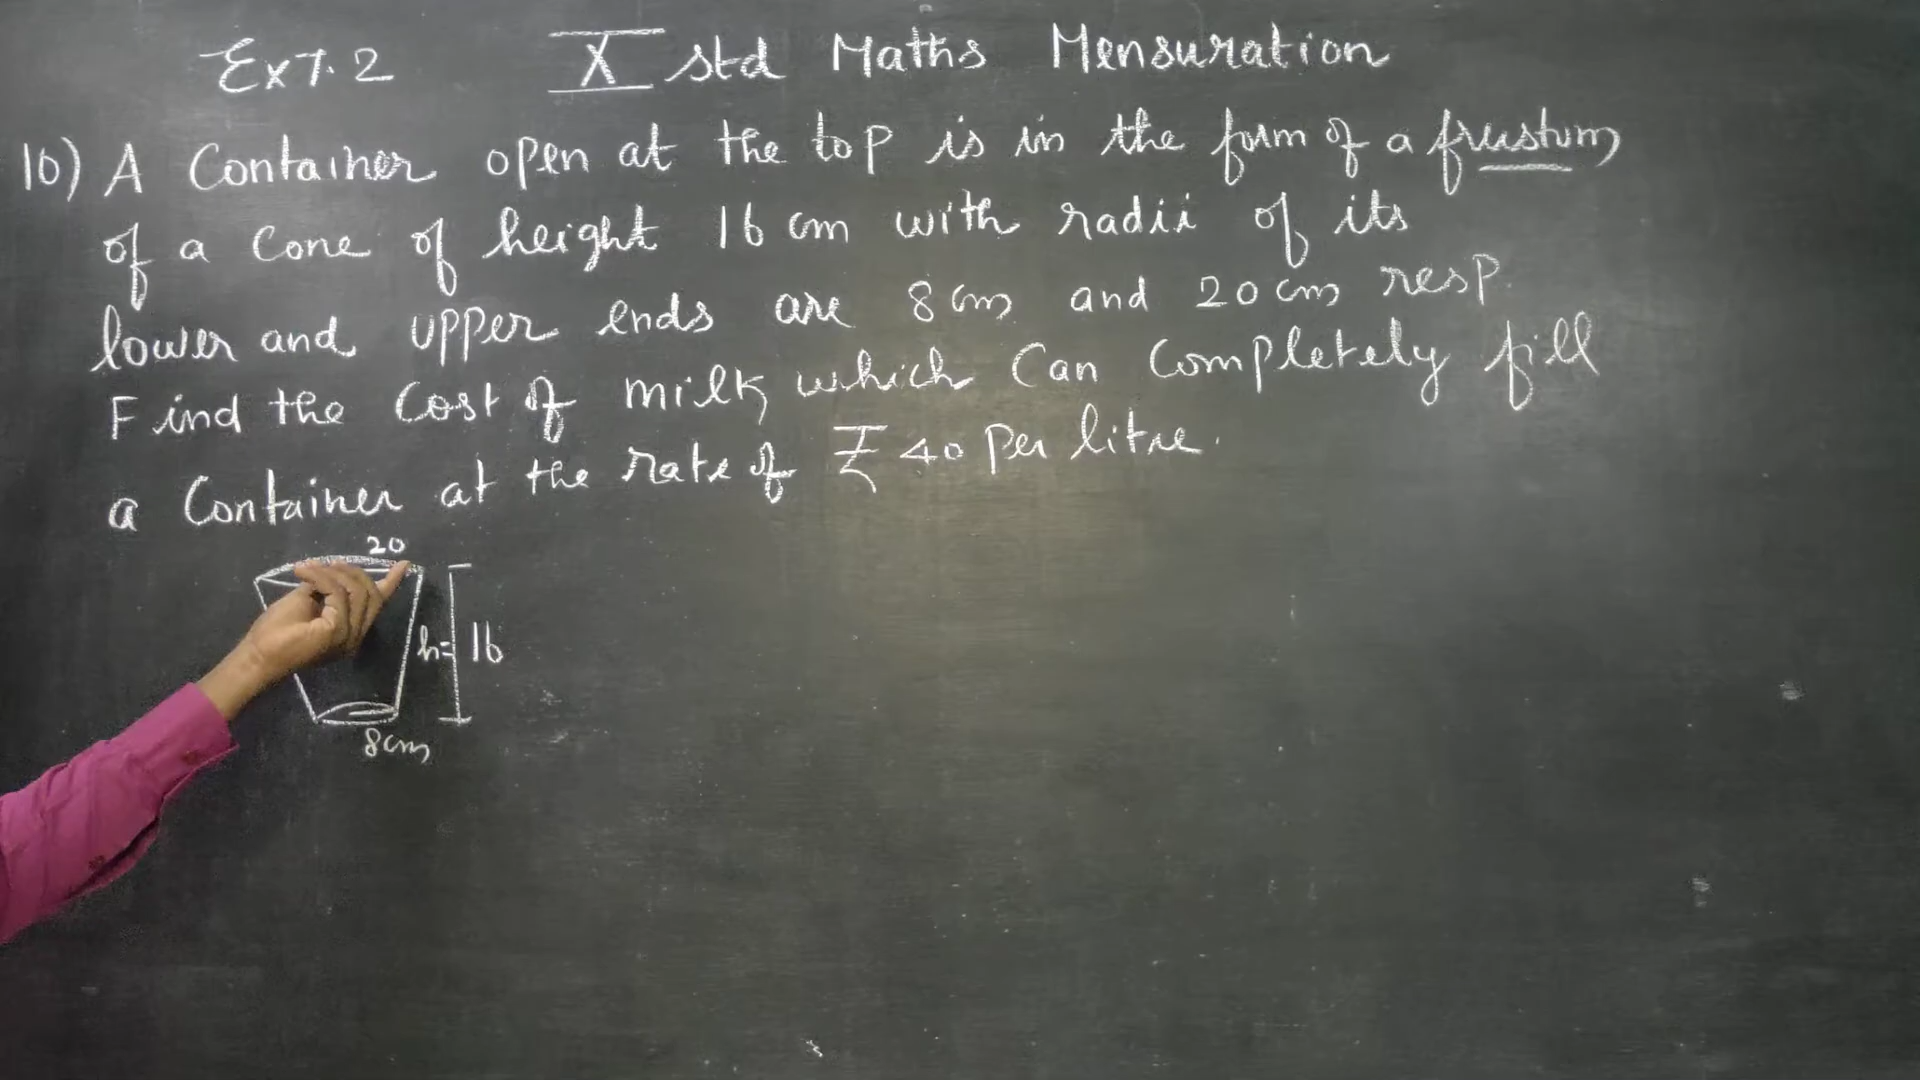 Ex 7.2 X std Maths Mensuration
10) A Container open at the top is in the form of a frustum
of a Cone of height 16 cm with radii of its
lower and upper ends are 8cm and 20cm resp.
Find the Cost of milk which Can Completely fill
a Container at the rate of ₹ 40 Per litre.
20
h= 16
8cm